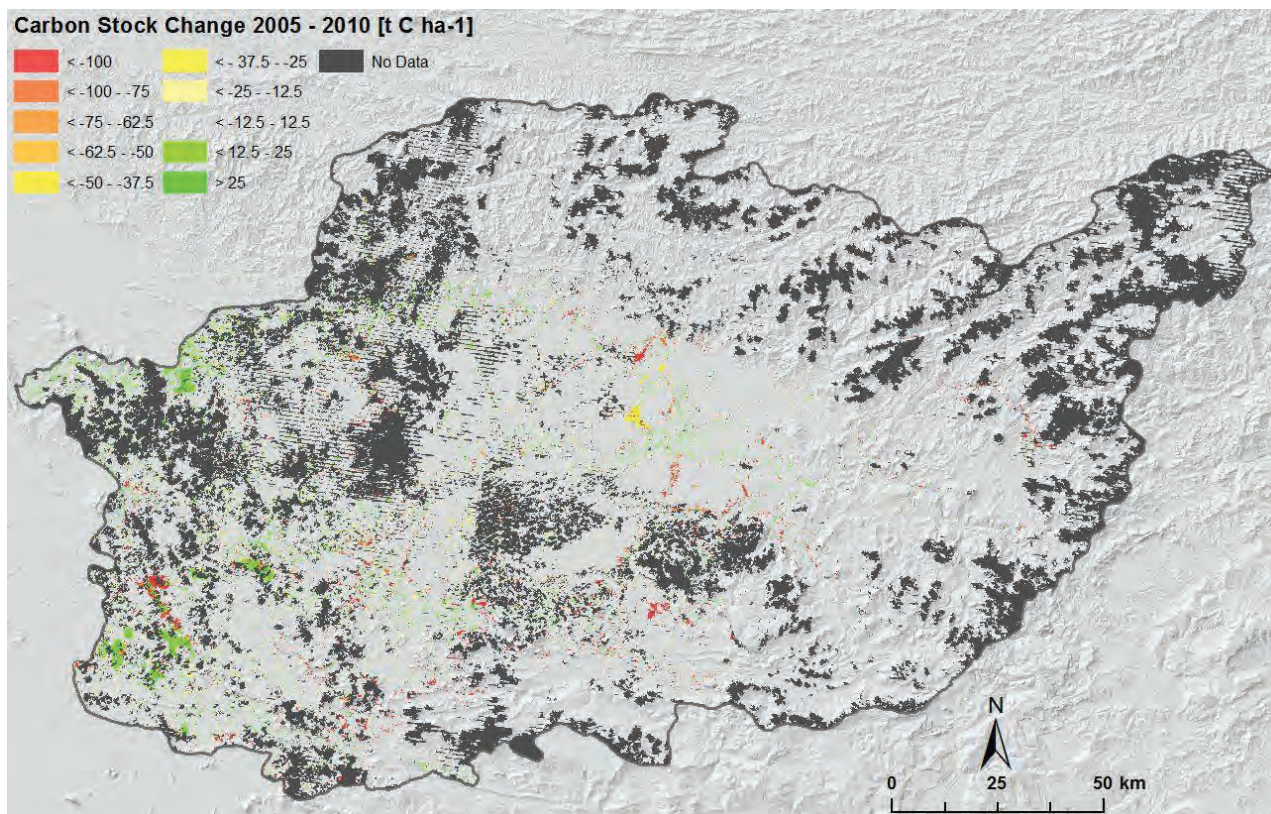 Carbon Stock Change 2005 - 2010 [t C ha-1]
< -100
< -100 - -75
< -75 - -62.5
< -62.5 - -50
< -50 - -37.5
< - 37.5 - -25
< -25 - -12.5
< -12.5 - 12.5
< 12.5 - 25
> 25
No Data
N
0 25 50 km